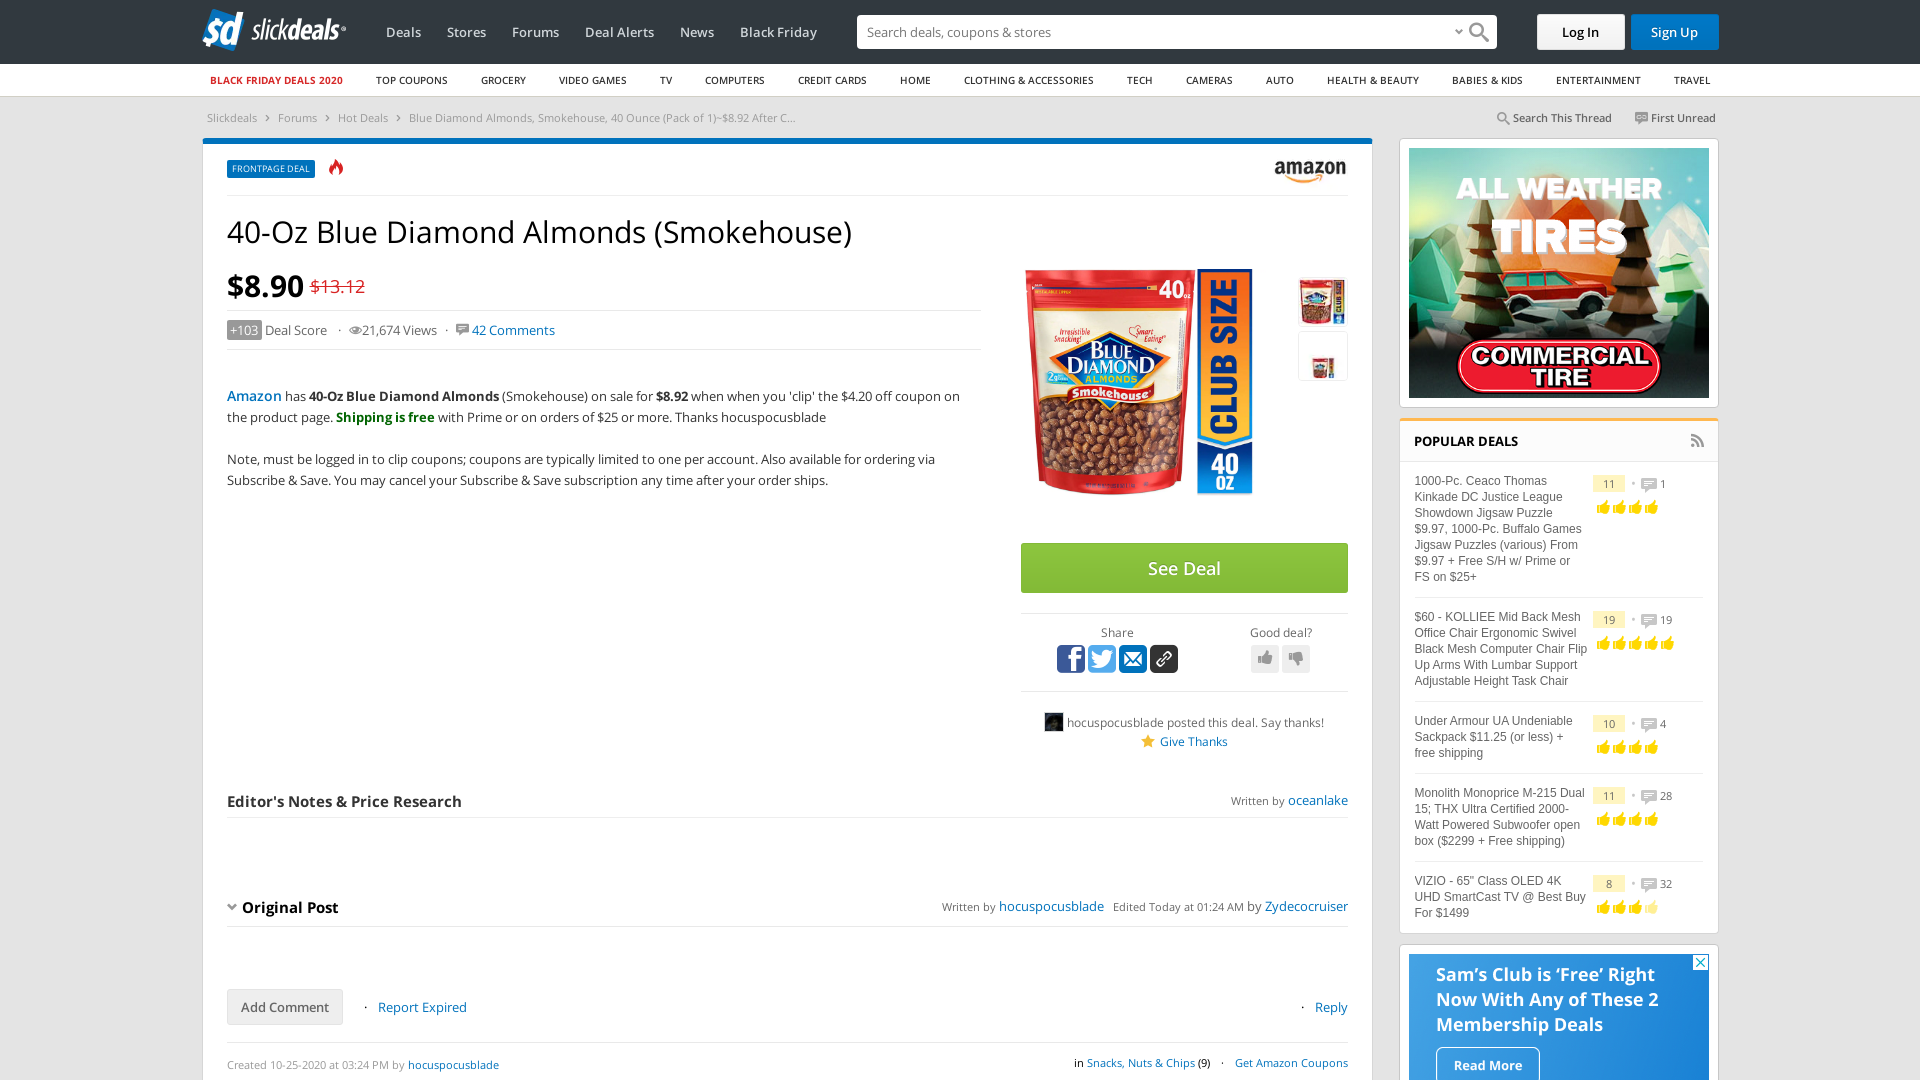 slickdeals
Deals
Stores
Forums
Deal Alerts
News
Black Friday
Search deals, coupons & stores
Log In
Sign Up
BLACK FRIDAY DEALS 2020
TOP COUPONS
GROCERY
VIDEO GAMES
TV
COMPUTERS
CREDIT CARDS
HOME
CLOTHING & ACCESSORIES
TECH
CAMERAS
AUTO
HEALTH & BEAUTY
BABIES & KIDS
ENTERTAINMENT
TRAVEL
Slickdeals › Forums › Hot Deals › Blue Diamond Almonds, Smokehouse, 40 Ounce (Pack of 1)~$8.92 After C...
Search This Thread
First Unread
FRONTPAGE DEAL
amazon
40-Oz Blue Diamond Almonds (Smokehouse)
$8.90 $13.12
+103 Deal Score · 21,674 Views · 42 Comments
Amazon has 40-Oz Blue Diamond Almonds (Smokehouse) on sale for $8.92 when when you 'clip' the $4.20 off coupon on
the product page. Shipping is free with Prime or on orders of $25 or more. Thanks hocuspocusblade
Note, must be logged in to clip coupons; coupons are typically limited to one per account. Also available for ordering via
Subscribe & Save. You may cancel your Subscribe & Save subscription any time after your order ships.
40 OZ
Irresistible Snacking!
Smart Eating!
BLUE
DIAMOND
ALMONDS
Smokehouse
CLUB SIZE
40
OZ
See Deal
Share
Good deal?
hocuspocusblade posted this deal. Say thanks!
Give Thanks
Editor's Notes & Price Research
Written by oceanlake
Original Post
Written by hocuspocusblade Edited Today at 01:24 AM by Zydecocruiser
Add Comment
· Report Expired
· Reply
Created 10-25-2020 at 03:24 PM by hocuspocusblade
in Snacks, Nuts & Chips (9) · Get Amazon Coupons
ALL WEATHER
TIRES
COMMERCIAL
TIRE
POPULAR DEALS
1000-Pc. Ceaco Thomas
Kinkade DC Justice League
Showdown Jigsaw Puzzle
$9.97, 1000-Pc. Buffalo Games
Jigsaw Puzzles (various) From
$9.97 + Free S/H w/ Prime or
FS on $25+
11 • 1
$60 - KOLLIEE Mid Back Mesh
Office Chair Ergonomic Swivel
Black Mesh Computer Chair Flip
Up Arms With Lumbar Support
Adjustable Height Task Chair
19 • 19
Under Armour UA Undeniable
Sackpack $11.25 (or less) +
free shipping
10 • 4
Monolith Monoprice M-215 Dual
15; THX Ultra Certified 2000-
Watt Powered Subwoofer open
box ($2299 + Free shipping)
11 • 28
VIZIO - 65" Class OLED 4K
UHD SmartCast TV @ Best Buy
For $1499
8 • 32
Sam's Club is 'Free' Right
Now With Any of These 2
Membership Deals
Read More